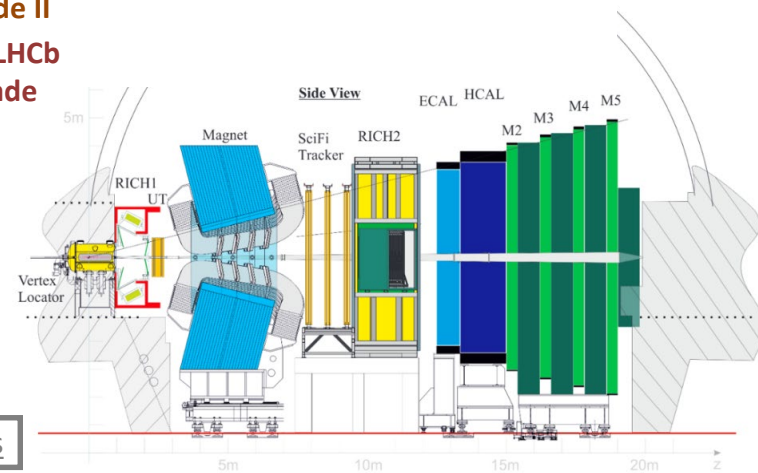 de II
LHCb
ade
Side View
ECAL
HCAL
M2
M3
M4
M5
5m
Magnet
SciFi
Tracker
RICH2
RICH1
UT
Vertex
Locator
s
5m
10m
15m
20m
z